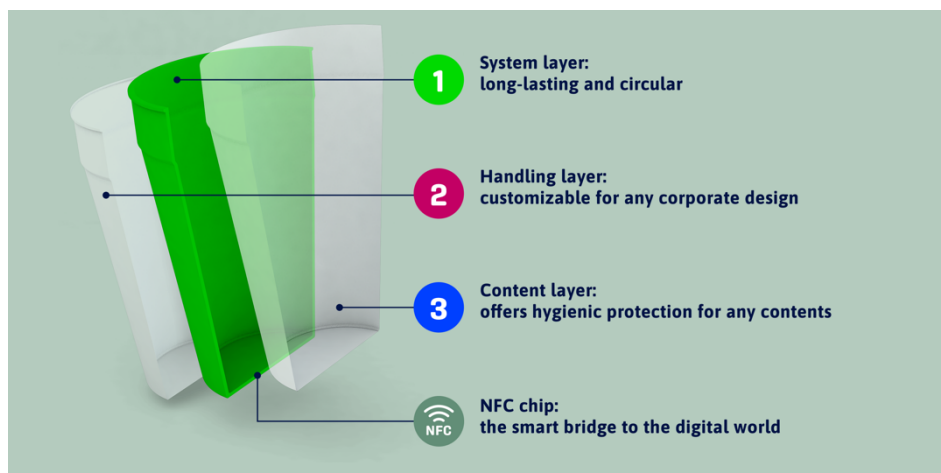 1
System layer:
long-lasting and circular
2
Handling layer:
customizable for any corporate design
3
Content layer:
offers hygienic protection for any contents
NFC
NFC chip:
the smart bridge to the digital world